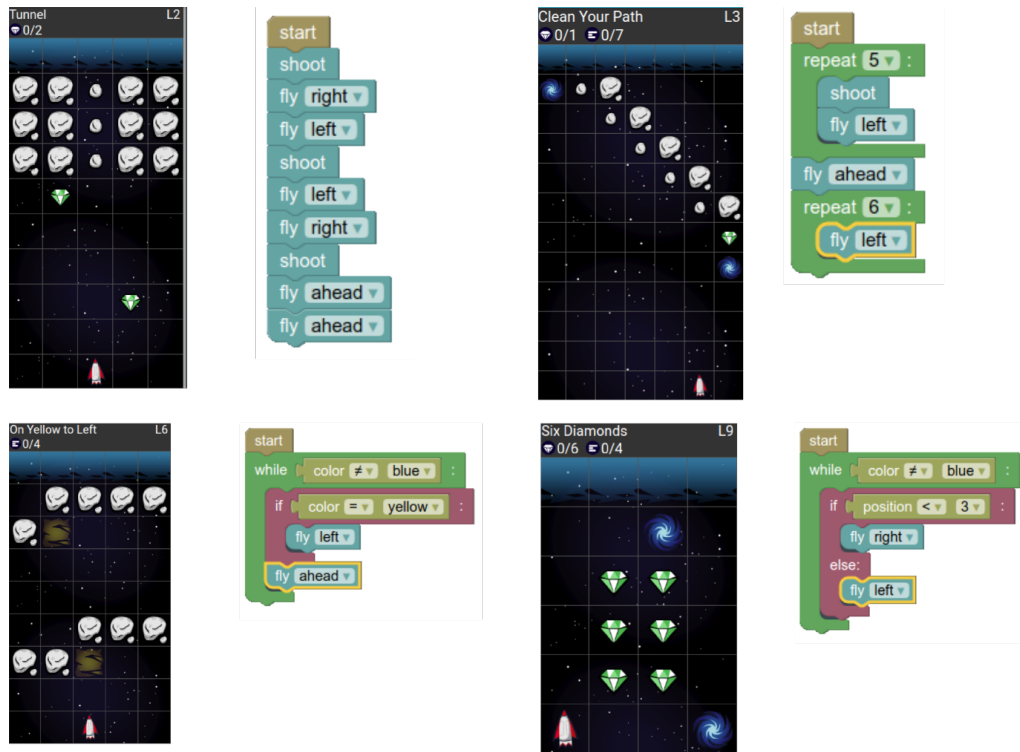 Tunnel L2
0/2
start
shoot
fly right
fly left
shoot
fly left
fly right
shoot
fly ahead
fly ahead
Clean Your Path L3
0/1 0/7
start
repeat 5 :
shoot
fly left
fly ahead
repeat 6 :
fly left
On Yellow to Left L6
0/4
start
while color ≠ blue :
if color = yellow :
fly left
fly ahead
Six Diamonds L9
0/6 0/4
start
while color ≠ blue :
if position < 3 :
fly right
else:
fly left